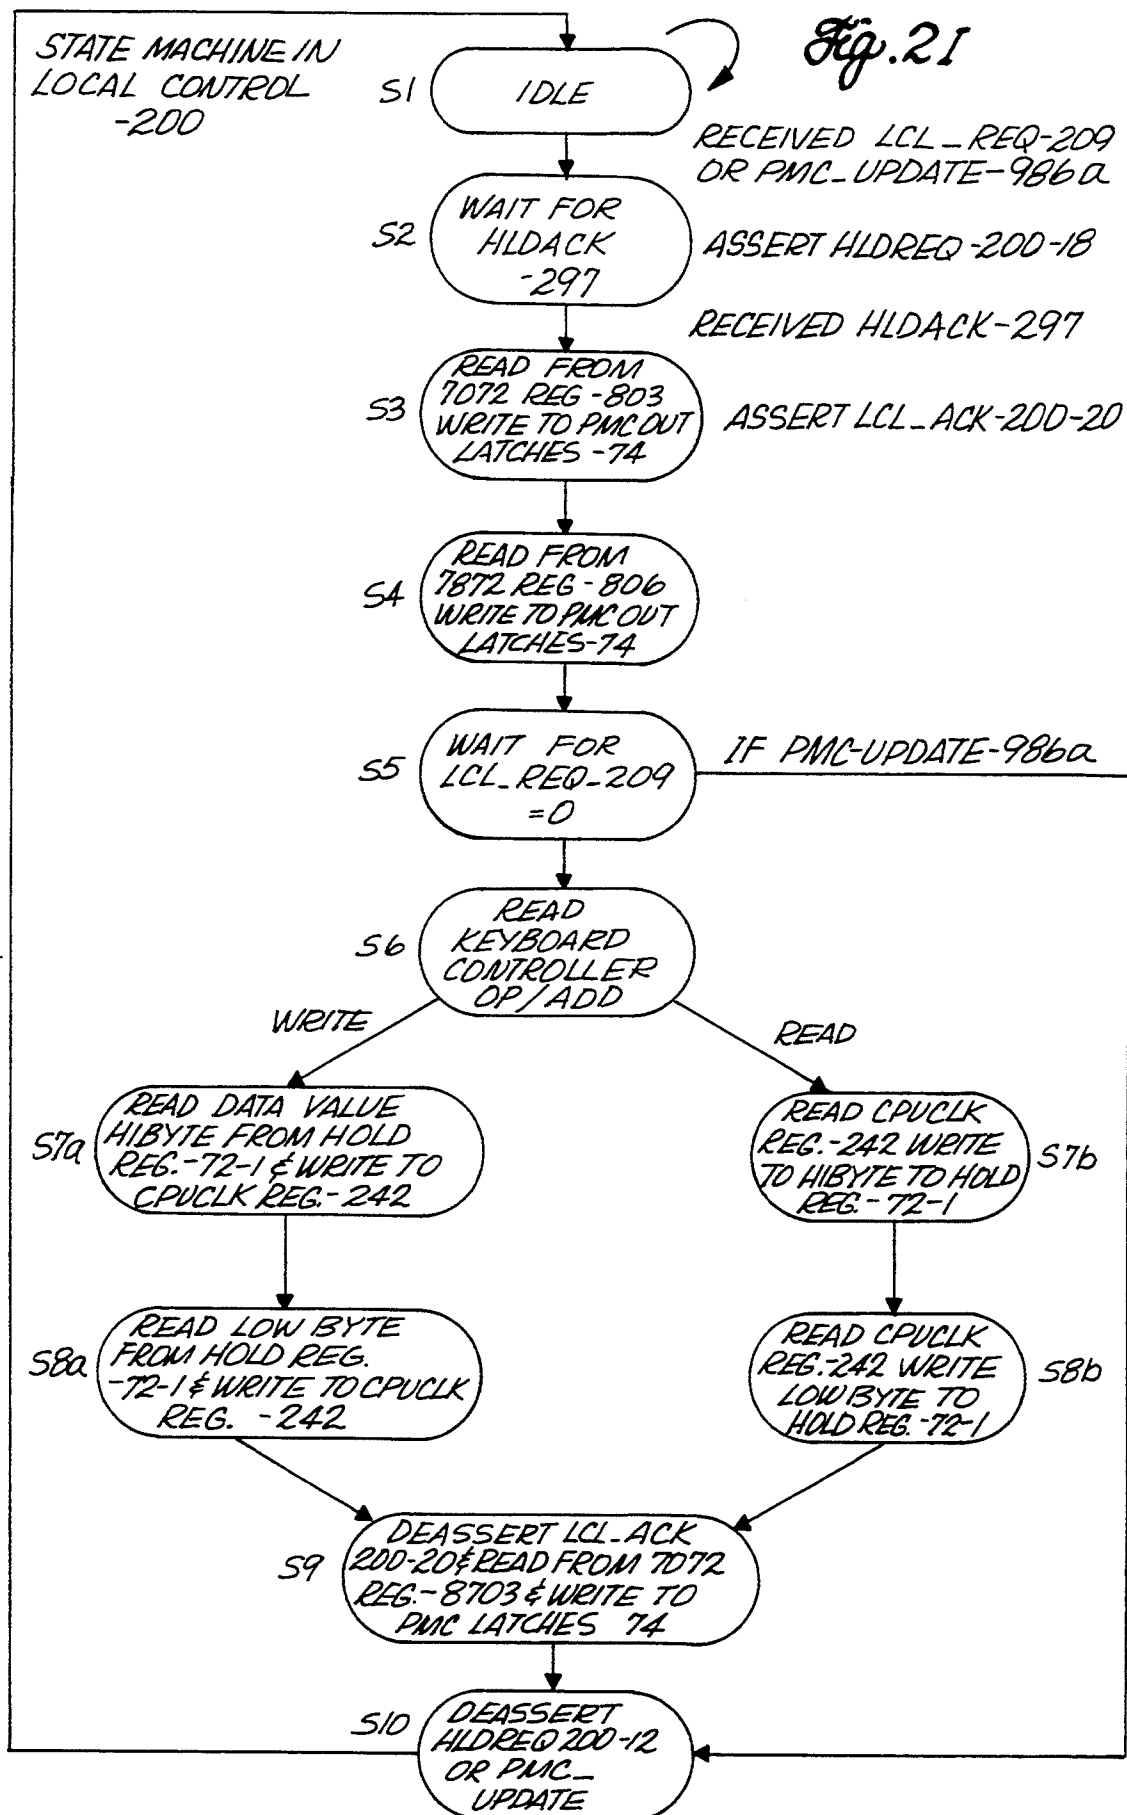 Fig. 21
STATE MACHINE IN
LOCAL CONTROL
-200
S1
IDLE
RECEIVED LCL_REQ-209
OR PMC_UPDATE-986a
S2
WAIT FOR
HLDACK
-297
ASSERT HLDREQ-200-18
RECEIVED HLDACK-297
S3
READ FROM
7072 REG-803
WRITE TO PMC OUT
LATCHES-74
ASSERT LCL_ACK-200-20
S4
READ FROM
7872 REG-806
WRITE TO PMC OUT
LATCHES-74
S5
WAIT FOR
LCL_REQ_209
=0
IF PMC-UPDATE-986a
S6
READ
KEYBOARD
CONTROLLER
OP/ADD
WRITE
READ
S7a
READ DATA VALUE
HIBYTE FROM HOLD
REG.-72-1 & WRITE TO
CPUCLK REG.-242
READ CPUCLK
REG.-242 WRITE
TO HIBYTE TO HOLD
REG.-72-1
S7b
S8a
READ LOW BYTE
FROM HOLD REG.
-72-1 & WRITE TO CPUCLK
REG. -242
READ CPUCLK
REG.-242 WRITE
LOW BYTE TO
HOLD REG.-72-1
S8b
S9
DEASSERT LCL-ACK
200-20 & READ FROM 7072
REG.-8703 & WRITE TO
PMC LATCHES 74
S10
DEASSERT
HLDREQ 200-12
OR PMC_
UPDATE